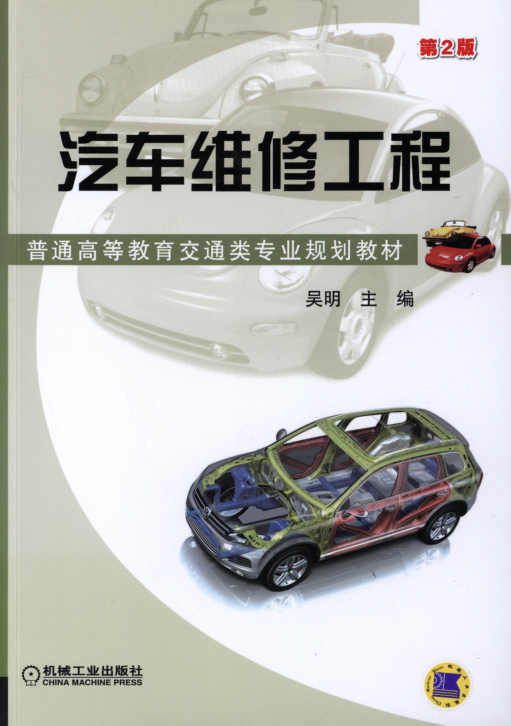 第2版
汽车维修工程
普通高等教育交通类专业规划教材
吴明 主 编
机械工业出版社
CHINA MACHINE PRESS